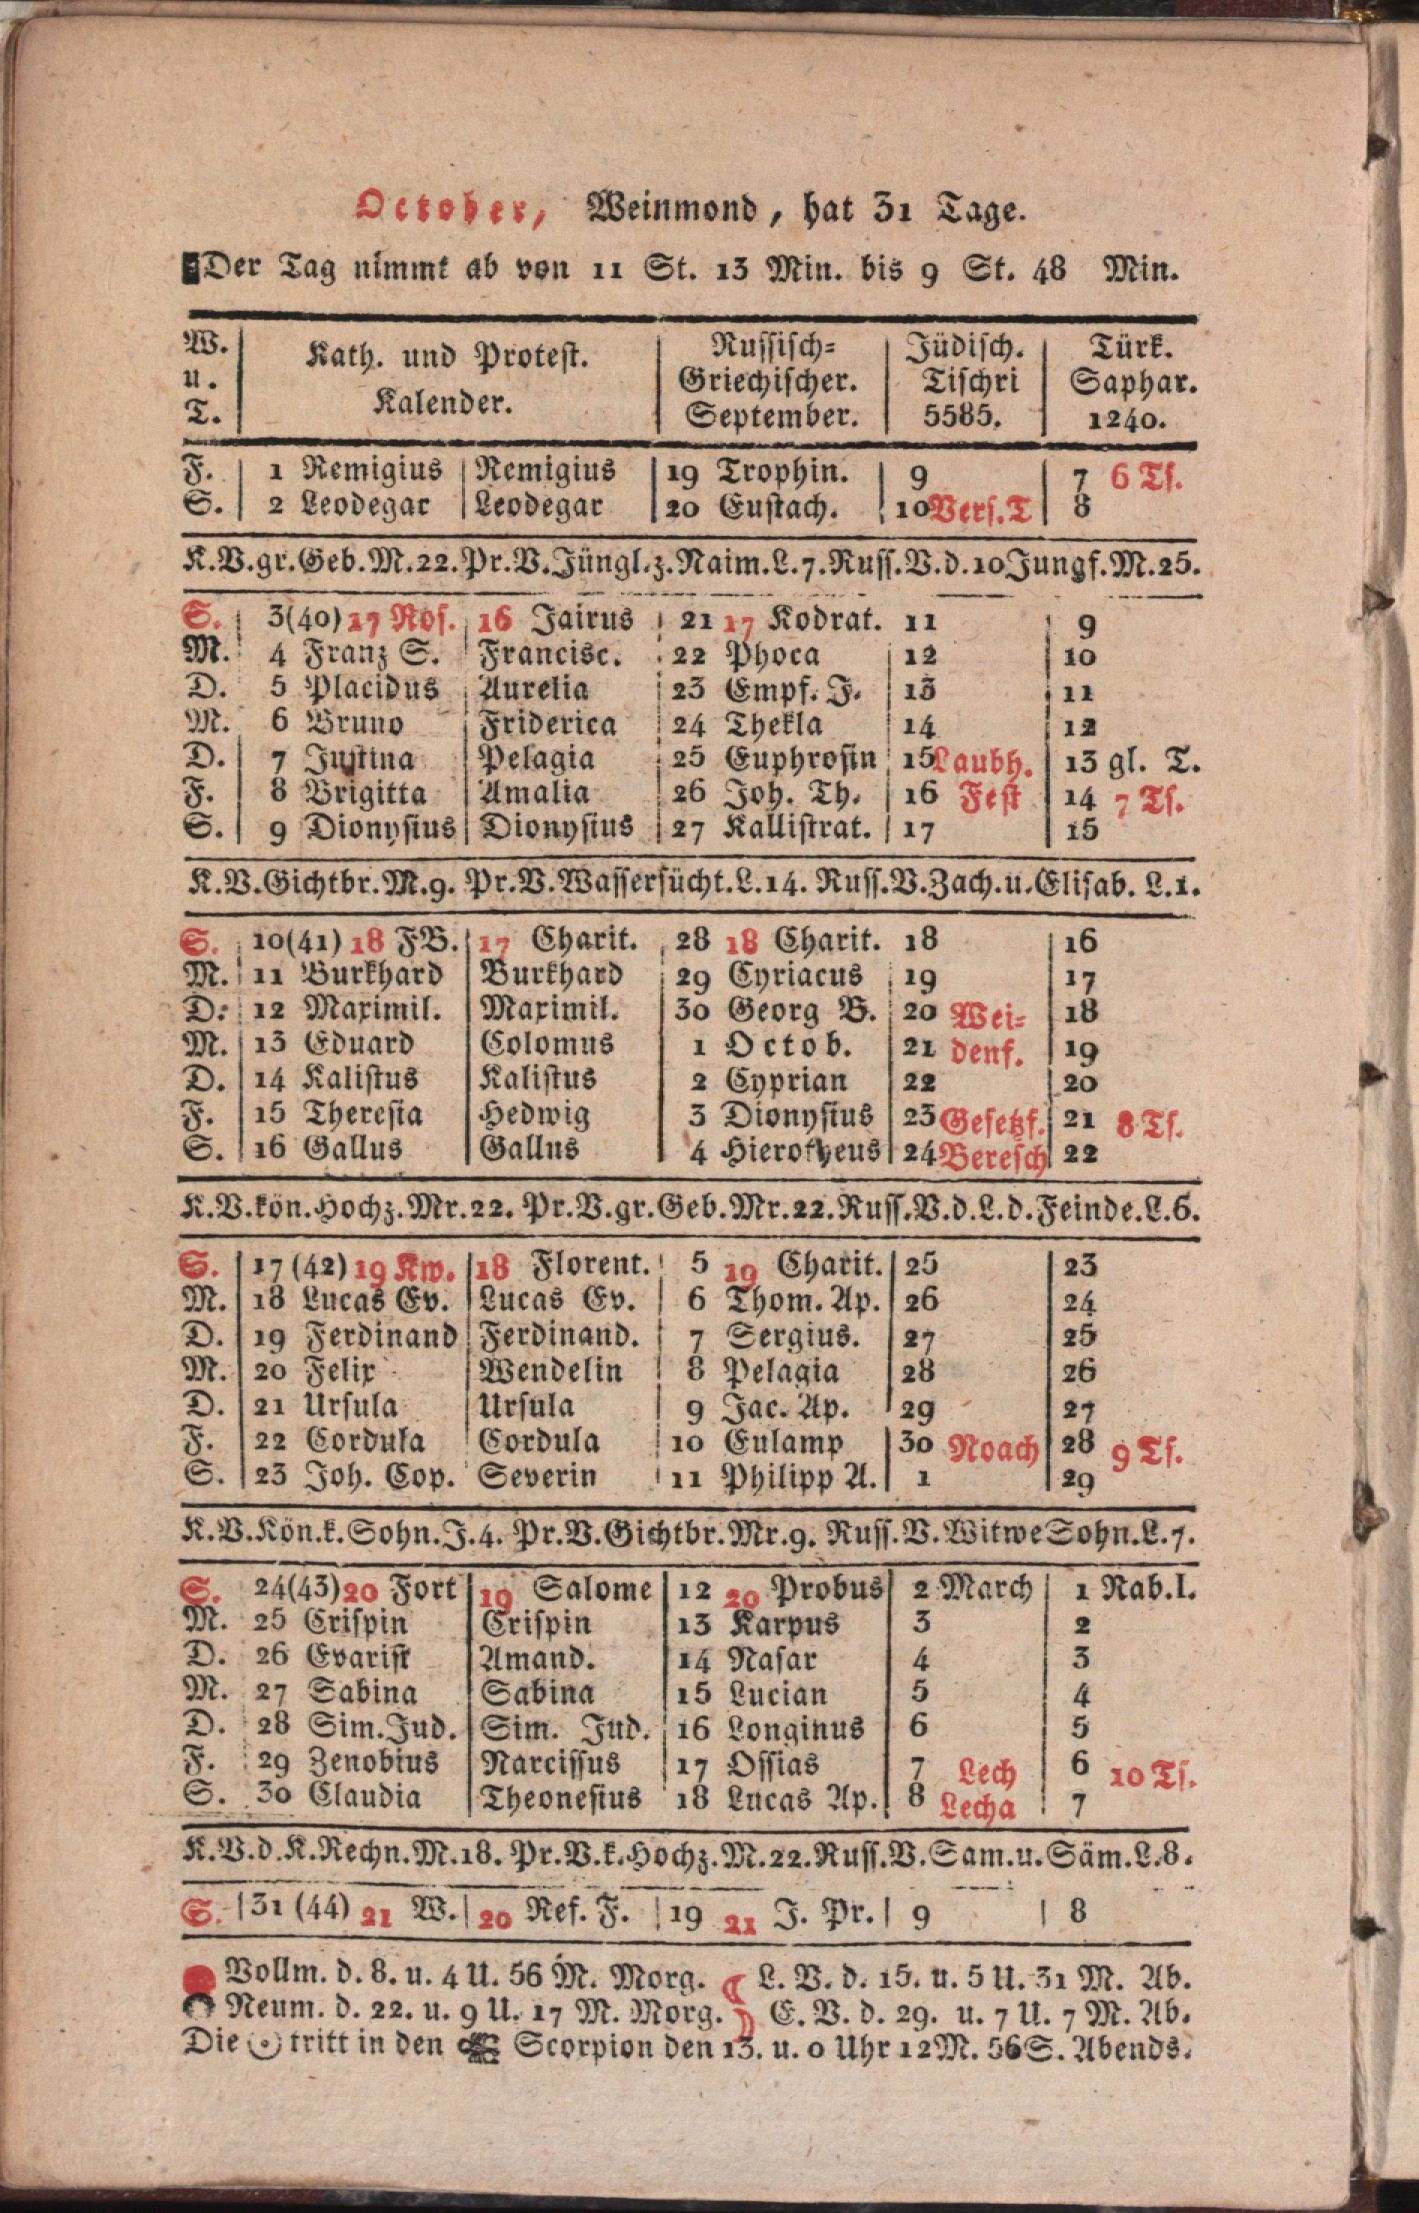 October, Weinmond, hat 31 Tage.
Der Tag nimmt ab von 11 St. 13 Min. bis 9 St. 48 Min.
W. u. T. Kath. und Protest. Kalender. Russisch-Griechischer. September. Jüdisch. Tischri 5585. Türk. Saphar. 1240.
F. 1 Remigius Remigius 19 Trophin. 9 7 6 Ts.
S. 2 Leodegar Leodegar 20 Eustach. 10 Vers.T 8
K.V.gr.Geb.M.22.Pr.V.Jüngl.z.Naim.L.7.Russ.V.d.10Jungf.M.25.
S. 3(40) 17 Ros. 16 Jairus 21 17 Kodrat. 11 9
M. 4 Franz S. Francisc. 22 Phoca 12 10
D. 5 Placidus Aurelia 23 Empf. J. 13 11
M. 6 Bruno Friderica 24 Thekla 14 12
D. 7 Justina Pelagia 25 Euphrosin 15 Laubh. 13 gl. T.
F. 8 Brigitta Amalia 26 Joh. Th. 16 Fest 14 7 Ts.
S. 9 Dionysius Dionysius 27 Kallistrat. 17 15
K.V.Gichtbr.M.9. Pr.V.Wassersücht.L.14. Russ.V.Zach.u.Elisab. L.1.
S. 10(41) 18 FB. 17 Charit. 28 18 Charit. 18 16
M. 11 Burkhard Burkhard 29 Cyriacus 19 17
D. 12 Maximil. Maximil. 30 Georg B. 20 Wei- 18
M. 13 Eduard Colomus 1 Octob. 21 denf. 19
D. 14 Kalistus Kalistus 2 Cyprian 22 20
F. 15 Theresia Hedwig 3 Dionysius 23 Gesetzf. 21 8 Ts.
S. 16 Gallus Gallus 4 Hierotheus 24 Beresch 22
K.V.kön.Hochz.Mr.22. Pr.V.gr.Geb.Mr.22.Russ.V.d.L.d.Feinde.L.6.
S. 17 (42) 19 Kw. 18 Florent. 5 19 Charit. 25 23
M. 18 Lucas Ev. Lucas Ev. 6 Thom. Ap. 26 24
D. 19 Ferdinand Ferdinand. 7 Sergius. 27 25
M. 20 Felix Wendelin 8 Pelagia 28 26
D. 21 Ursula Ursula 9 Jac. Ap. 29 27
F. 22 Cordula Cordula 10 Eulamp 30 Noach 28 9 Ts.
S. 23 Joh. Cop. Severin 11 Philipp A. 1 29
K.V.Kön.k.Sohn.J.4. Pr.V.Gichtbr.Mr.9. Russ.V.WitweSohn.L.7.
S. 24(43) 20 Fort 19 Salome 12 20 Probus 2 March 1 Rab.I.
M. 25 Crispin Crispin 13 Karpus 3 2
D. 26 Evarist Amand. 14 Nasar 4 3
M. 27 Sabina Sabina 15 Lucian 5 4
D. 28 Sim.Jud. Sim. Jud. 16 Longinus 6 5
F. 29 Zenobius Narcissus 17 Ossias 7 Lech 6 10 Ts.
S. 30 Claudia Theonesius 18 Lucas Ap. 8 Lecha 7
K.V.d.K.Rechn.M.18. Pr.V.k.Hochz.M.22.Russ.V.Sam.u.Säm.L.8.
S. 31 (44) 21 W. 20 Ref. F. 19 21 J. Pr. 9 8
Vollm. d. 8. u. 4 U. 56 M. Morg. L. V. d. 15. u. 5 U. 31 M. Ab.
Neum. d. 22. u. 9 U. 17 M. Morg. E. V. d. 29. u. 7 U. 7 M. Ab.
Die ☉ tritt in den Scorpion den 13. u. 0 Uhr 12 M. 56 S. Abends.